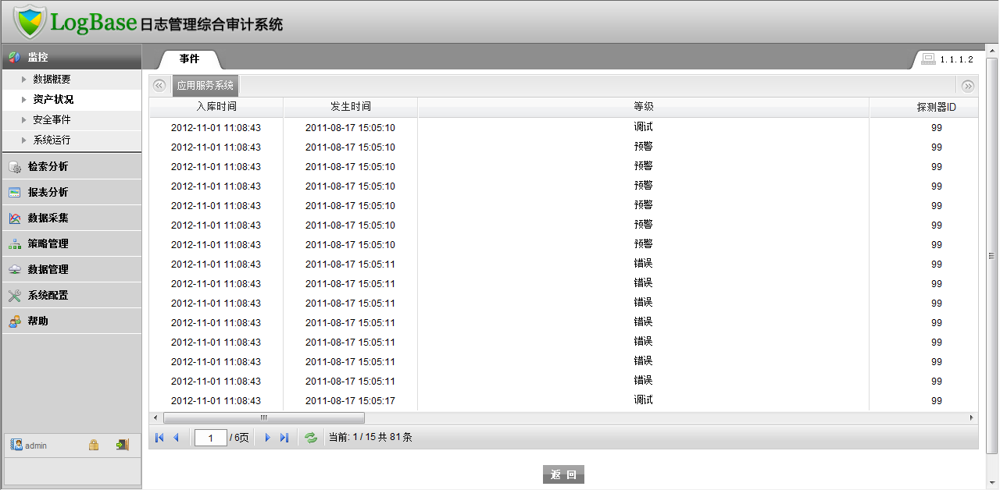 LogBase 日志管理综合审计系统
监控
数据概要
资产状况
安全事件
系统运行
检索分析
报表分析
数据采集
策略管理
数据管理
系统配置
帮助
admin
事件
1.1.1.2
应用服务系统
入库时间 发生时间 等级 探测器ID
2012-11-01 11:08:43 2011-08-17 15:05:10 调试 99
2012-11-01 11:08:43 2011-08-17 15:05:10 预警 99
2012-11-01 11:08:43 2011-08-17 15:05:10 预警 99
2012-11-01 11:08:43 2011-08-17 15:05:10 预警 99
2012-11-01 11:08:43 2011-08-17 15:05:10 预警 99
2012-11-01 11:08:43 2011-08-17 15:05:10 预警 99
2012-11-01 11:08:43 2011-08-17 15:05:10 预警 99
2012-11-01 11:08:43 2011-08-17 15:05:11 错误 99
2012-11-01 11:08:43 2011-08-17 15:05:11 错误 99
2012-11-01 11:08:43 2011-08-17 15:05:11 错误 99
2012-11-01 11:08:43 2011-08-17 15:05:11 错误 99
2012-11-01 11:08:43 2011-08-17 15:05:11 错误 99
2012-11-01 11:08:43 2011-08-17 15:05:11 错误 99
2012-11-01 11:08:43 2011-08-17 15:05:11 错误 99
2012-11-01 11:08:43 2011-08-17 15:05:17 调试 99
1 / 6页 当前: 1 / 15 共 81 条
返 回